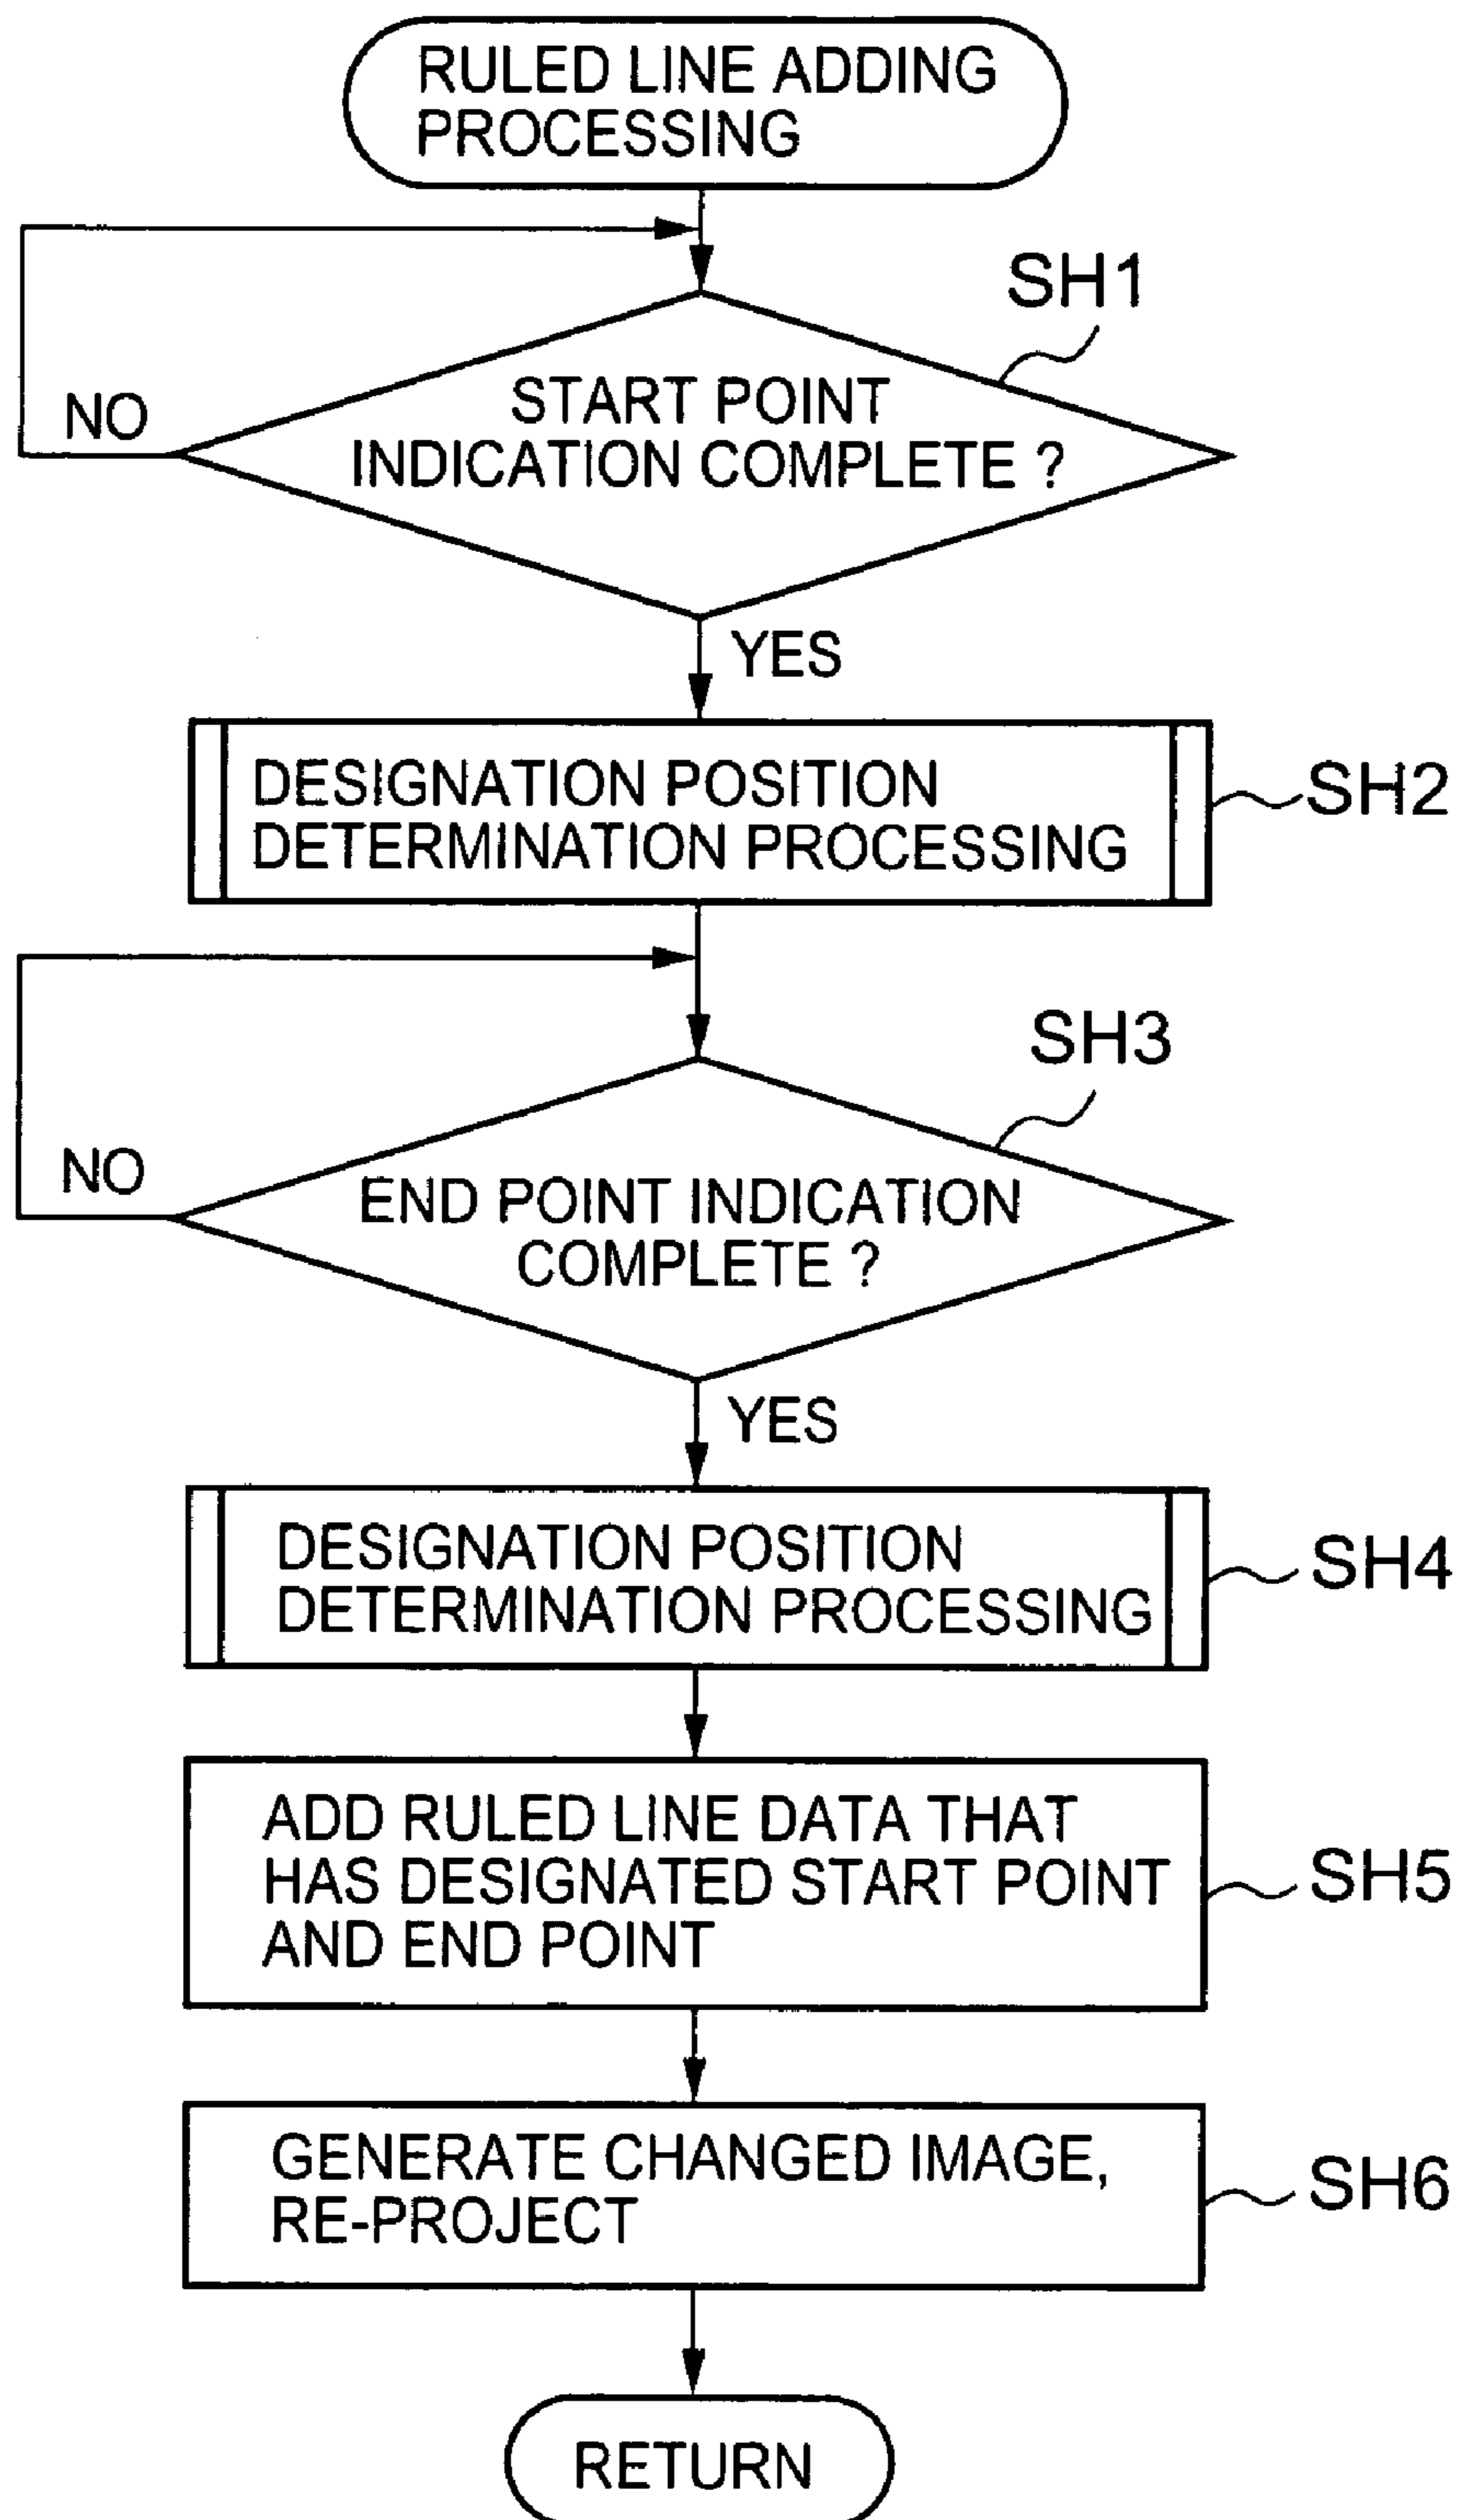 RULED LINE ADDING
PROCESSING
SH1
NO
START POINT
INDICATION COMPLETE ?
YES
DESIGNATION POSITION
DETERMINATION PROCESSING
SH2
SH3
NO
END POINT INDICATION
COMPLETE ?
YES
DESIGNATION POSITION
DETERMINATION PROCESSING
SH4
ADD RULED LINE DATA THAT
HAS DESIGNATED START POINT
AND END POINT
SH5
GENERATE CHANGED IMAGE,
RE-PROJECT
SH6
RETURN